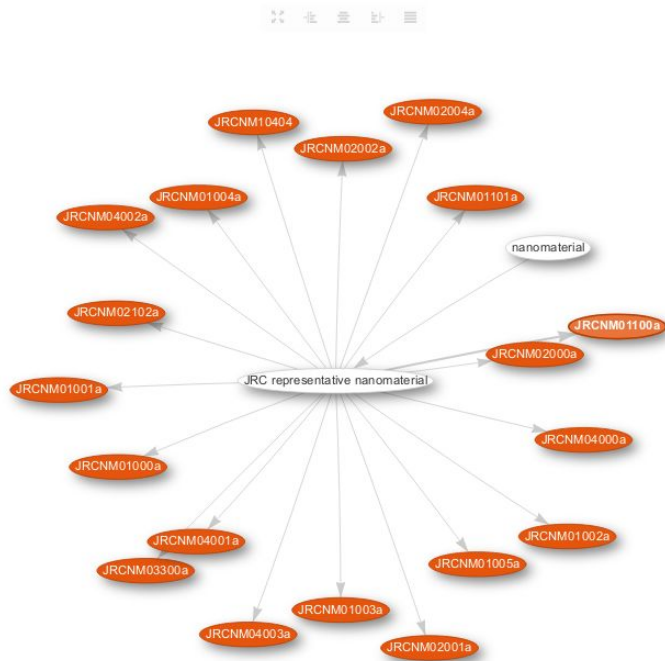 JRCNM02004a
JRCNM10404
JRCNM02002a
JRCNM01004a
JRCNM01101a
JRCNM04002a
nanomaterial
JRCNM02102a
JRCNM01100a
JRCNM02000a
JRC representative nanomaterial
JRCNM01001a
JRCNM04000a
JRCNM01000a
JRCNM01002a
JRCNM04001a
JRCNM01005a
JRCNM03300a
JRCNM01003a
JRCNM04003a
JRCNM02001a